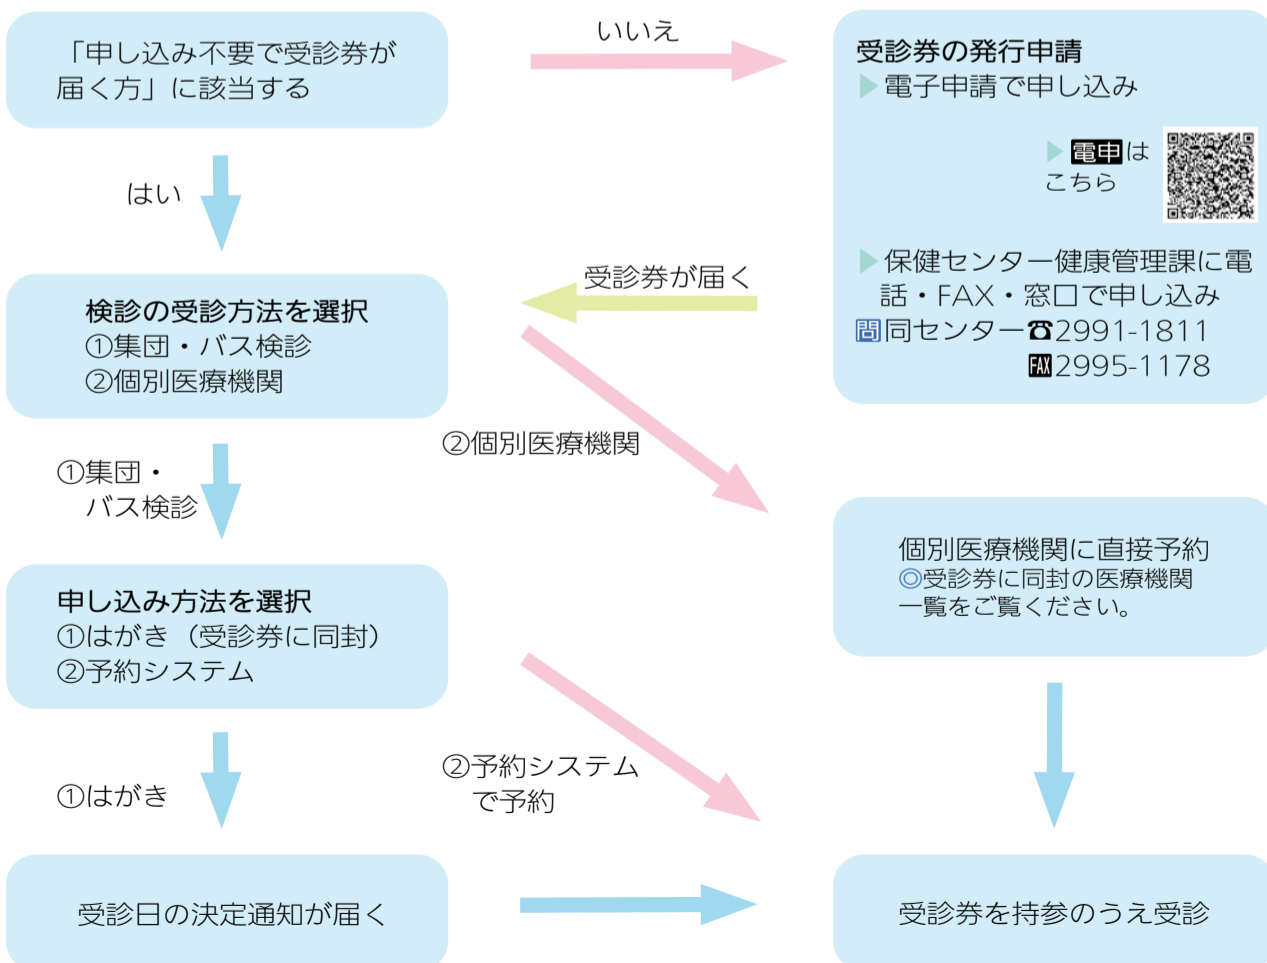 「申し込み不要で受診券が
届く方」に該当する
いいえ
受診券の発行申請
▶電子申請で申し込み
▶電申は
こちら
▶保健センター健康管理課に電
話・FAX・窓口で申し込み
問同センター☎2991-1811
FAX2995-1178
はい
受診券が届く
検診の受診方法を選択
①集団・バス検診
②個別医療機関
①集団・
バス検診
②個別医療機関
個別医療機関に直接予約
◎受診券に同封の医療機関
一覧をご覧ください。
申し込み方法を選択
①はがき（受診券に同封）
②予約システム
①はがき
②予約システム
で予約
受診日の決定通知が届く
受診券を持参のうえ受診